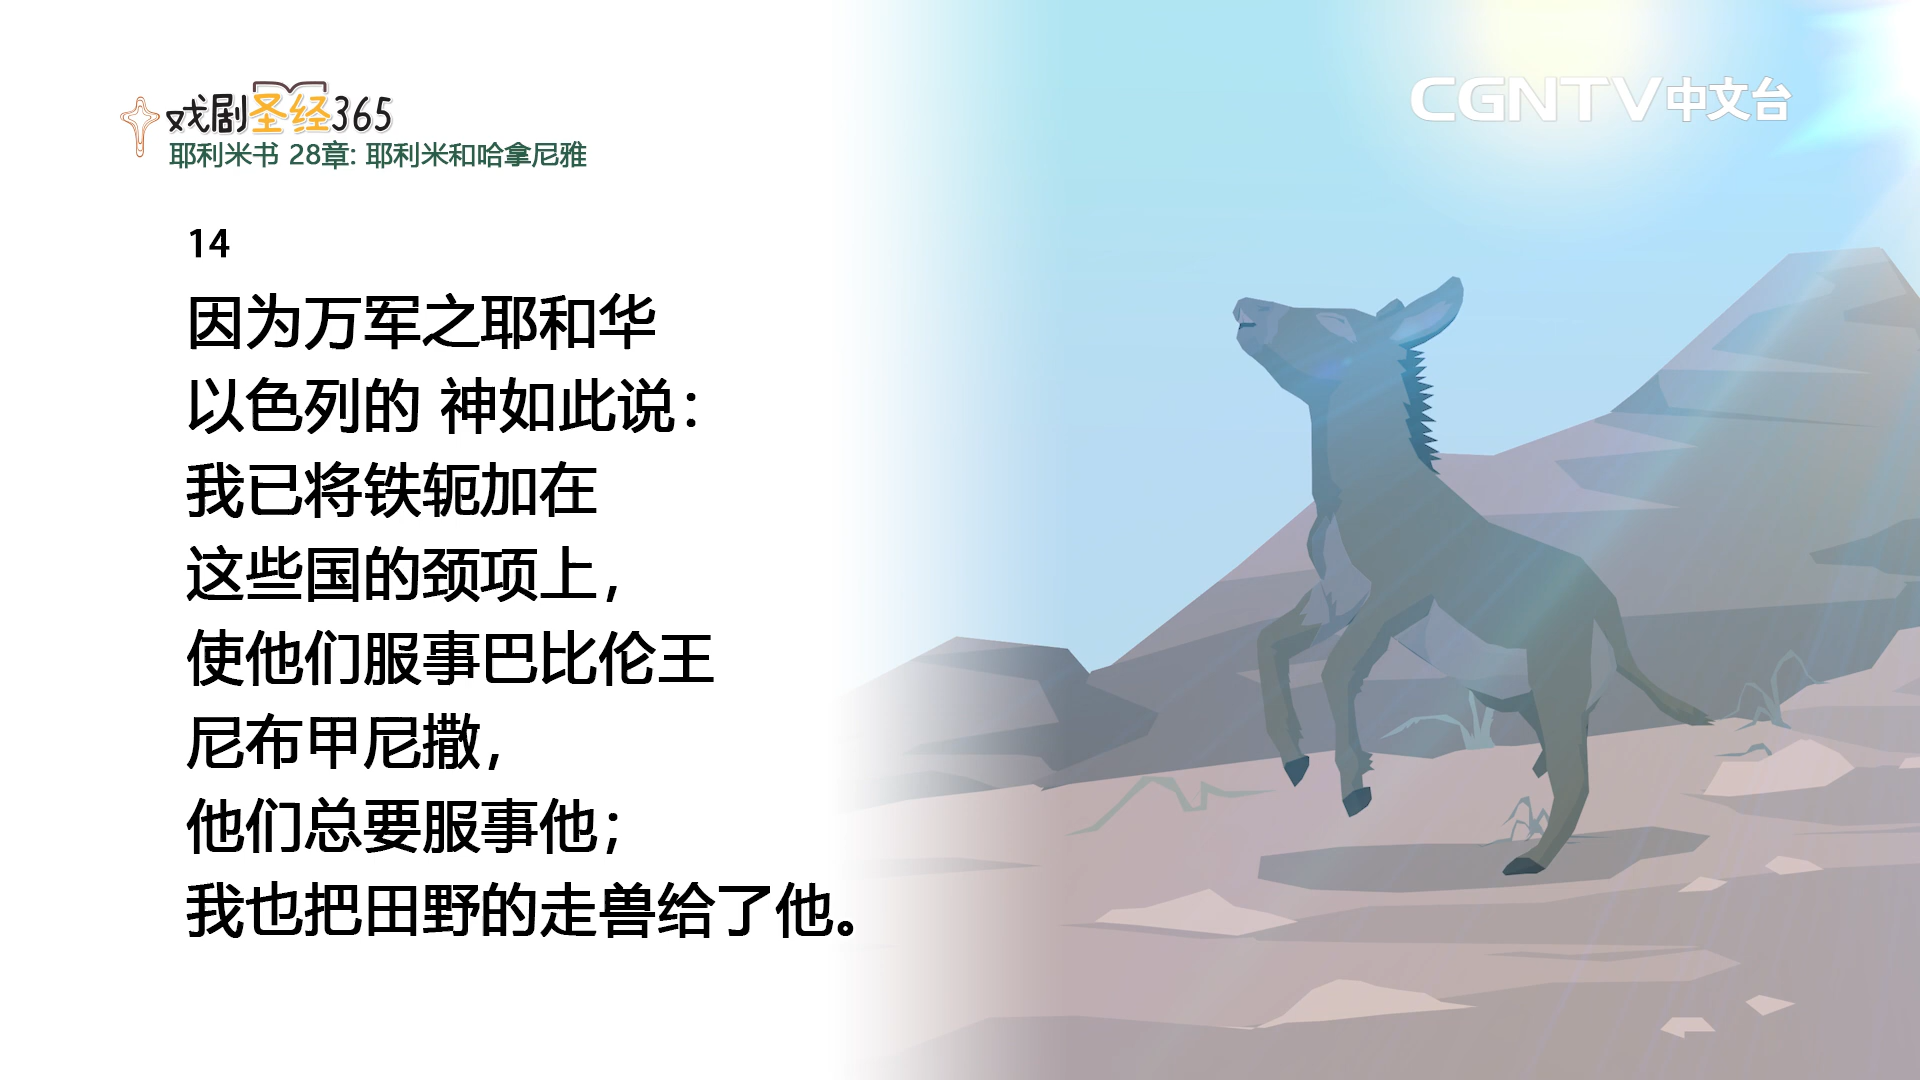 戏剧圣经365
CGNTV中文台
耶利米书 28章: 耶利米和哈拿尼雅
14
因为万军之耶和华
以色列的 神如此说：
我已将铁轭加在
这些国的颈项上，
使他们服事巴比伦王
尼布甲尼撒，
他们总要服事他；
我也把田野的走兽给了他。